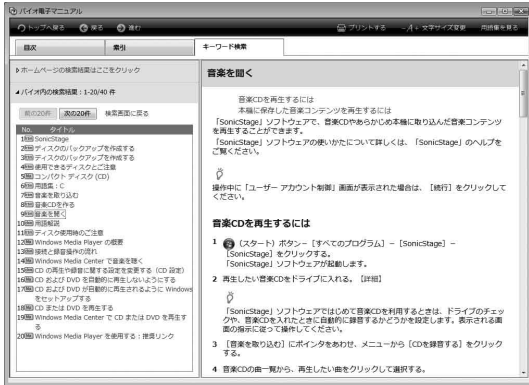 バイオ電子マニュアル
トップへ戻る 戻る 進む プリントする -A+ 文字サイズ変更 用語集を見る
目次 索引 キーワード検索
ホームページの検索結果はここをクリック
バイオ内の検索結果：1-20/40 件
前の20件 次の20件 検索画面に戻る
No. タイトル
1 SonicStage
2 ディスクのバックアップを作成する
3 ディスクのバックアップを作成する
4 使用できるディスクとご注意
5 コンパクト ディスク (CD)
6 用語集：C
7 音楽を取り込む
8 音楽CDを作る
9 音楽を聞く
10 用語解説
11 ディスク使用時のご注意
12 Windows Media Player の概要
13 接続と録音操作の流れ
14 Windows Media Center で音楽を聴く
15 CD の再生や録音に関する設定を変更する（CD 設定）
16 CD および DVD を自動的に再生しないようにする
17 CD および DVD が自動的に再生されるように Windows
をセットアップする
18 CD または DVD を再生する
19 Windows Media Center で CD または DVD を再生す
る
20 Windows Media Player を使用する：推奨リンク
音楽を聞く
音楽CDを再生するには
本機に保存した音楽コンテンツを再生するには
「SonicStage」ソフトウェアで、音楽CDやあらかじめ本機に取り込んだ音楽コンテンツ
を再生することができます。
「SonicStage」ソフトウェアの使いかたについて詳しくは、「SonicStage」のヘルプを
ご覧ください。
操作中に「ユーザー アカウント制御」画面が表示された場合は、［続行］をクリックして
ください。
音楽CDを再生するには
1 （スタート）ボタン－［すべてのプログラム］－［SonicStage］－
［SonicStage］をクリックする。
「SonicStage」ソフトウェアが起動します。
2 再生したい音楽CDをドライブに入れる。［詳細］
「SonicStage」ソフトウェアではじめて音楽CDを利用するときは、ドライブのチェッ
クや、音楽CDを入れたときに自動的に録音するかどうかを設定します。表示される画
面の指示に従って操作してください。
3 ［音楽を取り込む］にポインタをあわせ、メニューから［CDを録音する］をクリック
する。
4 音楽CDの曲一覧から、再生したい曲をクリックして選択する。